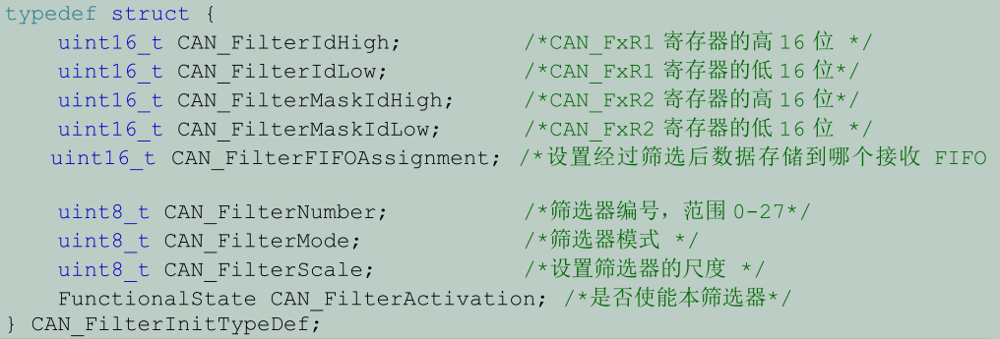 typedef struct {
uint16_t CAN_FilterIdHigh; /*CAN_FxR1 寄存器的高 16 位 */
uint16_t CAN_FilterIdLow; /*CAN_FxR1 寄存器的低 16 位*/
uint16_t CAN_FilterMaskIdHigh; /*CAN_FxR2 寄存器的高 16 位*/
uint16_t CAN_FilterMaskIdLow; /*CAN_FxR2 寄存器的低 16 位 */
uint16_t CAN_FilterFIFOAssignment; /*设置经过筛选后数据存储到哪个接收 FIFO
uint8_t CAN_FilterNumber; /*筛选器编号，范围 0-27*/
uint8_t CAN_FilterMode; /*筛选器模式 */
uint8_t CAN_FilterScale; /*设置筛选器的尺度 */
FunctionalState CAN_FilterActivation; /*是否使能本筛选器*/
} CAN_FilterInitTypeDef;